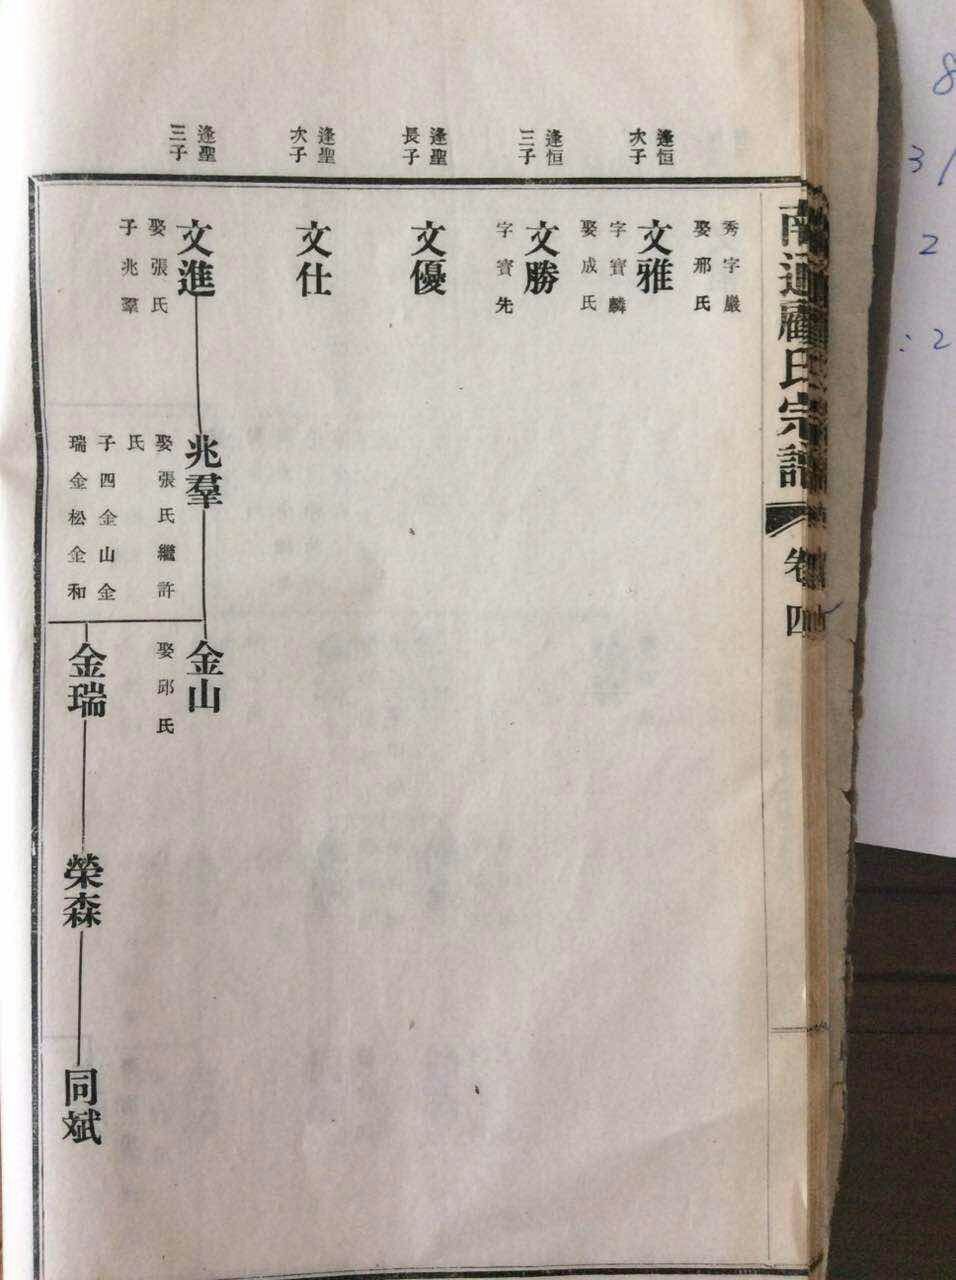 南通顧氏宗譜
卷四
秀字嚴
娶邢氏
逢恒
次子
文雅
字寶麟
娶成氏
逢恒
三子
文勝
字寶先
逢聖
長子
文優
逢聖
次子
文仕
逢聖
三子
文進
娶張氏
子兆羣
兆羣
娶張氏繼許
氏
子四金山金
瑞金松金和
金山
娶邱氏
金瑞
榮森
同斌
8
3
2
: 2